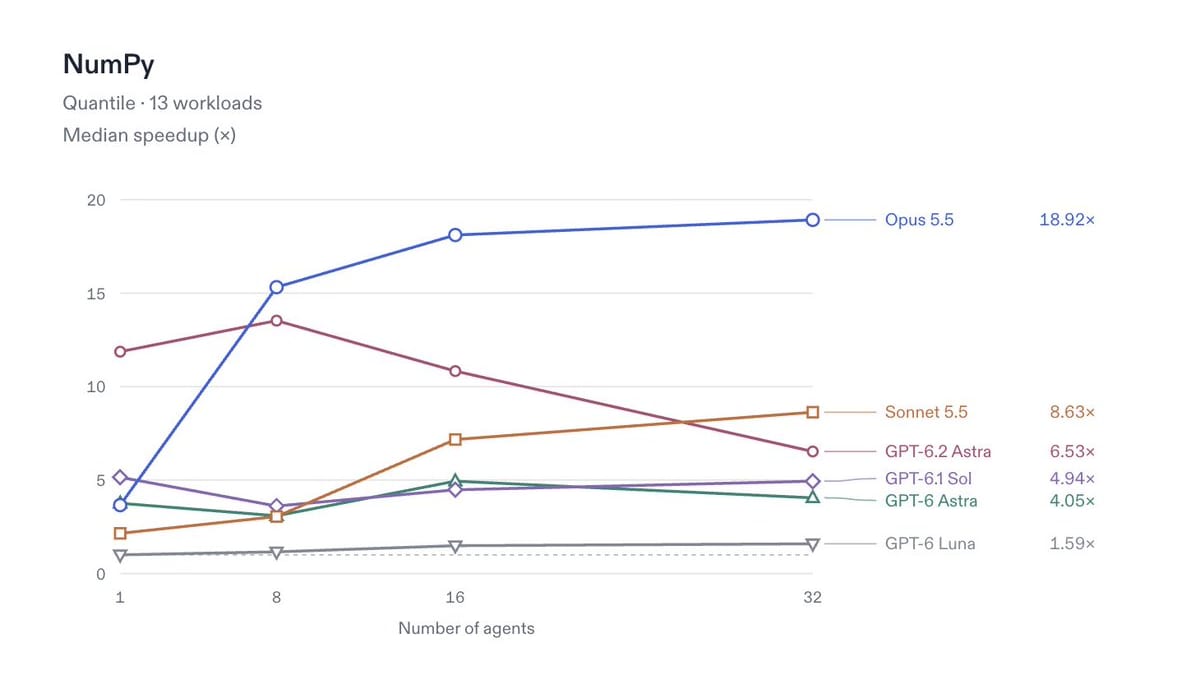 NumPy
Quantile · 13 workloads
Median speedup (×)
20
15
10
5
0
1 8 16 32
Number of agents
Opus 5.5 18.92×
Sonnet 5.5 8.63×
GPT-6.2 Astra 6.53×
GPT-6.1 Sol 4.94×
GPT-6 Astra 4.05×
GPT-6 Luna 1.59×